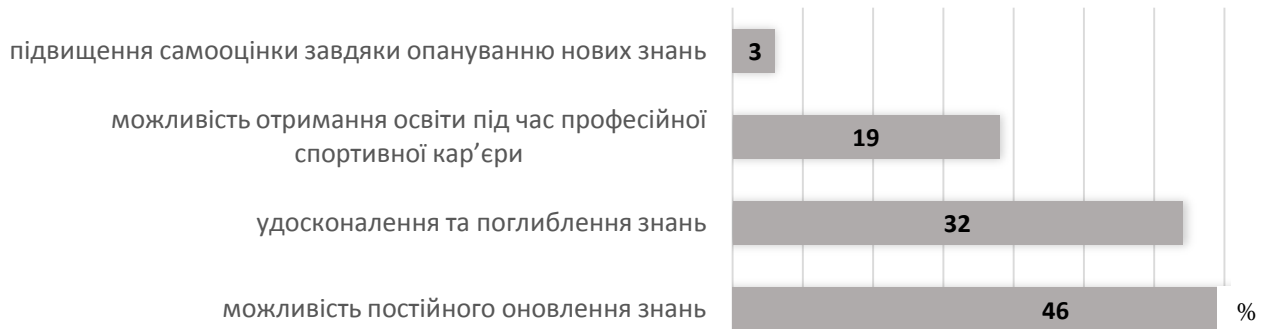 підвищення самооцінки завдяки опануванню нових знань
3
можливість отримання освіти під час професійної
спортивної кар’єри
19
удосконалення та поглиблення знань
32
можливість постійного оновлення знань
46
%